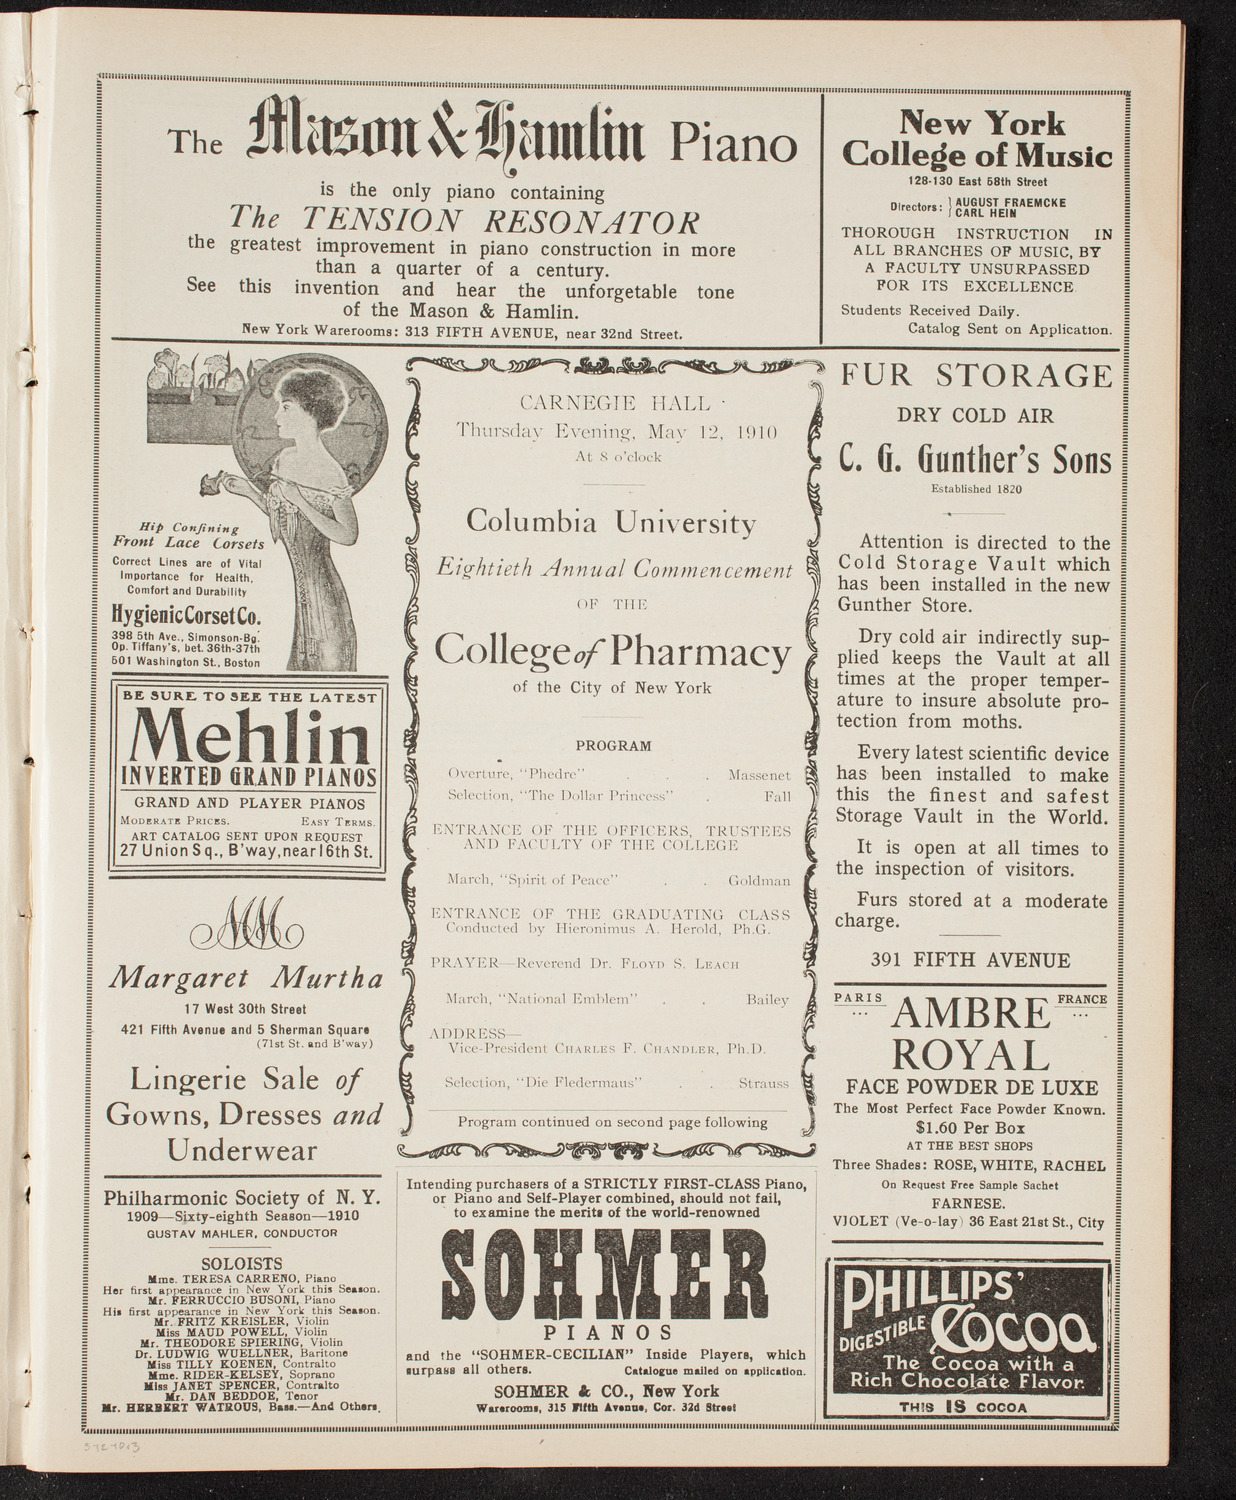 The Mason & Hamlin Piano
is the only piano containing
The TENSION RESONATOR
the greatest improvement in piano construction in more
than a quarter of a century.
See this invention and hear the unforgetable tone
of the Mason & Hamlin.
New York Warerooms: 313 FIFTH AVENUE, near 32nd Street.
New York
College of Music
128-130 East 58th Street
Directors: } AUGUST FRAEMCKE
CARL HEIN
THOROUGH INSTRUCTION IN
ALL BRANCHES OF MUSIC, BY
A FACULTY UNSURPASSED
FOR ITS EXCELLENCE
Students Received Daily.
Catalog Sent on Application.
Hip Confining
Front Lace Corsets
Correct Lines are of Vital
Importance for Health,
Comfort and Durability
Hygienic Corset Co.
398 5th Ave., Simonson-Bg.
Op. Tiffany's, bet. 36th-37th
501 Washington St., Boston
BE SURE TO SEE THE LATEST
Mehlin
INVERTED GRAND PIANOS
GRAND AND PLAYER PIANOS
MODERATE PRICES. EASY TERMS.
ART CATALOG SENT UPON REQUEST
27 Union Sq., B'way, near 16th St.
MM
Margaret Murtha
17 West 30th Street
421 Fifth Avenue and 5 Sherman Square
(71st St. and B'way)
Lingerie Sale of
Gowns, Dresses and
Underwear
Philharmonic Society of N. Y.
1909—Sixty-eighth Season—1910
GUSTAV MAHLER, CONDUCTOR
SOLOISTS
Mme. TERESA CARRENO, Piano
Her first appearance in New York this Season.
Mr. FERRUCCIO BUSONI, Piano
His first appearance in New York this Season.
Mr. FRITZ KREISLER, Violin
Miss MAUD POWELL, Violin
Mr. THEODORE SPIERING, Violin
Dr. LUDWIG WUELLNER, Baritone
Miss TILLY KOENEN, Contralto
Mme. RIDER-KELSEY, Soprano
Miss JANET SPENCER, Contralto
Mr. DAN BEDDOE, Tenor
Mr. HERBERT WATROUS, Bass.—And Others.
CARNEGIE HALL
Thursday Evening, May 12, 1910
At 8 o'clock
Columbia University
Eightieth Annual Commencement
OF THE
College of Pharmacy
of the City of New York
PROGRAM
Overture, "Phedre" . . . Massenet
Selection, "The Dollar Princess" . Fall
ENTRANCE OF THE OFFICERS, TRUSTEES
AND FACULTY OF THE COLLEGE
March, "Spirit of Peace" . . Goldman
ENTRANCE OF THE GRADUATING CLASS
Conducted by Hieronimus A. Herold, Ph.G.
PRAYER—Reverend Dr. FLOYD S. LEACH
March, "National Emblem" . . Bailey
ADDRESS—
Vice-President CHARLES F. CHANDLER, Ph.D.
Selection, "Die Fledermaus" . . Strauss
Program continued on second page following
Intending purchasers of a STRICTLY FIRST-CLASS Piano,
or Piano and Self-Player combined, should not fail,
to examine the merits of the world-renowned
SOHMER
PIANOS
and the "SOHMER-CECILIAN" Inside Players, which
surpass all others. Catalogue mailed on application.
SOHMER & CO., New York
Warerooms, 315 Fifth Avenue, Cor. 32d Street
FUR STORAGE
DRY COLD AIR
C. G. Gunther's Sons
Established 1820
Attention is directed to the
Cold Storage Vault which
has been installed in the new
Gunther Store.
Dry cold air indirectly sup-
plied keeps the Vault at all
times at the proper temper-
ature to insure absolute pro-
tection from moths.
Every latest scientific device
has been installed to make
this the finest and safest
Storage Vault in the World.
It is open at all times to
the inspection of visitors.
Furs stored at a moderate
charge.
391 FIFTH AVENUE
PARIS AMBRE FRANCE
ROYAL
FACE POWDER DE LUXE
The Most Perfect Face Powder Known.
$1.60 Per Box
AT THE BEST SHOPS
Three Shades: ROSE, WHITE, RACHEL
On Request Free Sample Sachet
FARNESE.
VIOLET (Ve-o-lay) 36 East 21st St., City
PHILLIPS'
DIGESTIBLE COCOA
The Cocoa with a
Rich Chocolate Flavor.
THIS IS COCOA